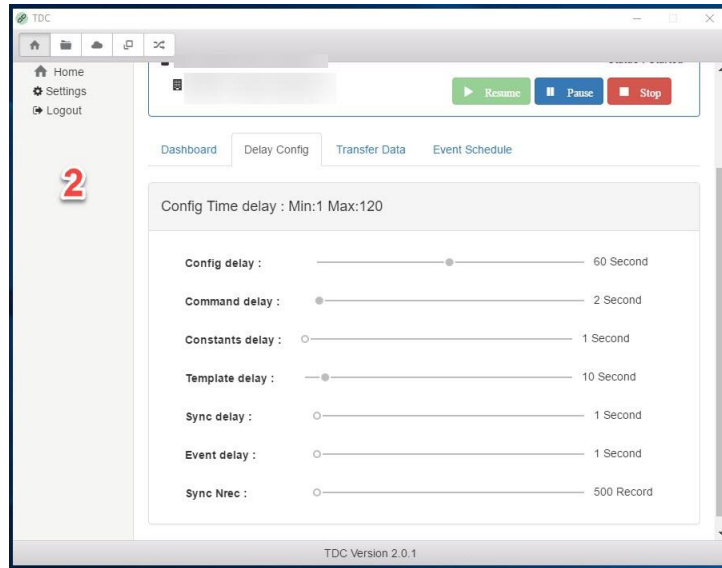 TDC
Home
Settings
Logout
Resume Pause Stop
2
Dashboard Delay Config Transfer Data Event Schedule
Config Time delay : Min:1 Max:120
Config delay : 60 Second
Command delay : 2 Second
Constants delay : 1 Second
Template delay : 10 Second
Sync delay : 1 Second
Event delay : 1 Second
Sync Nrec : 500 Record
TDC Version 2.0.1